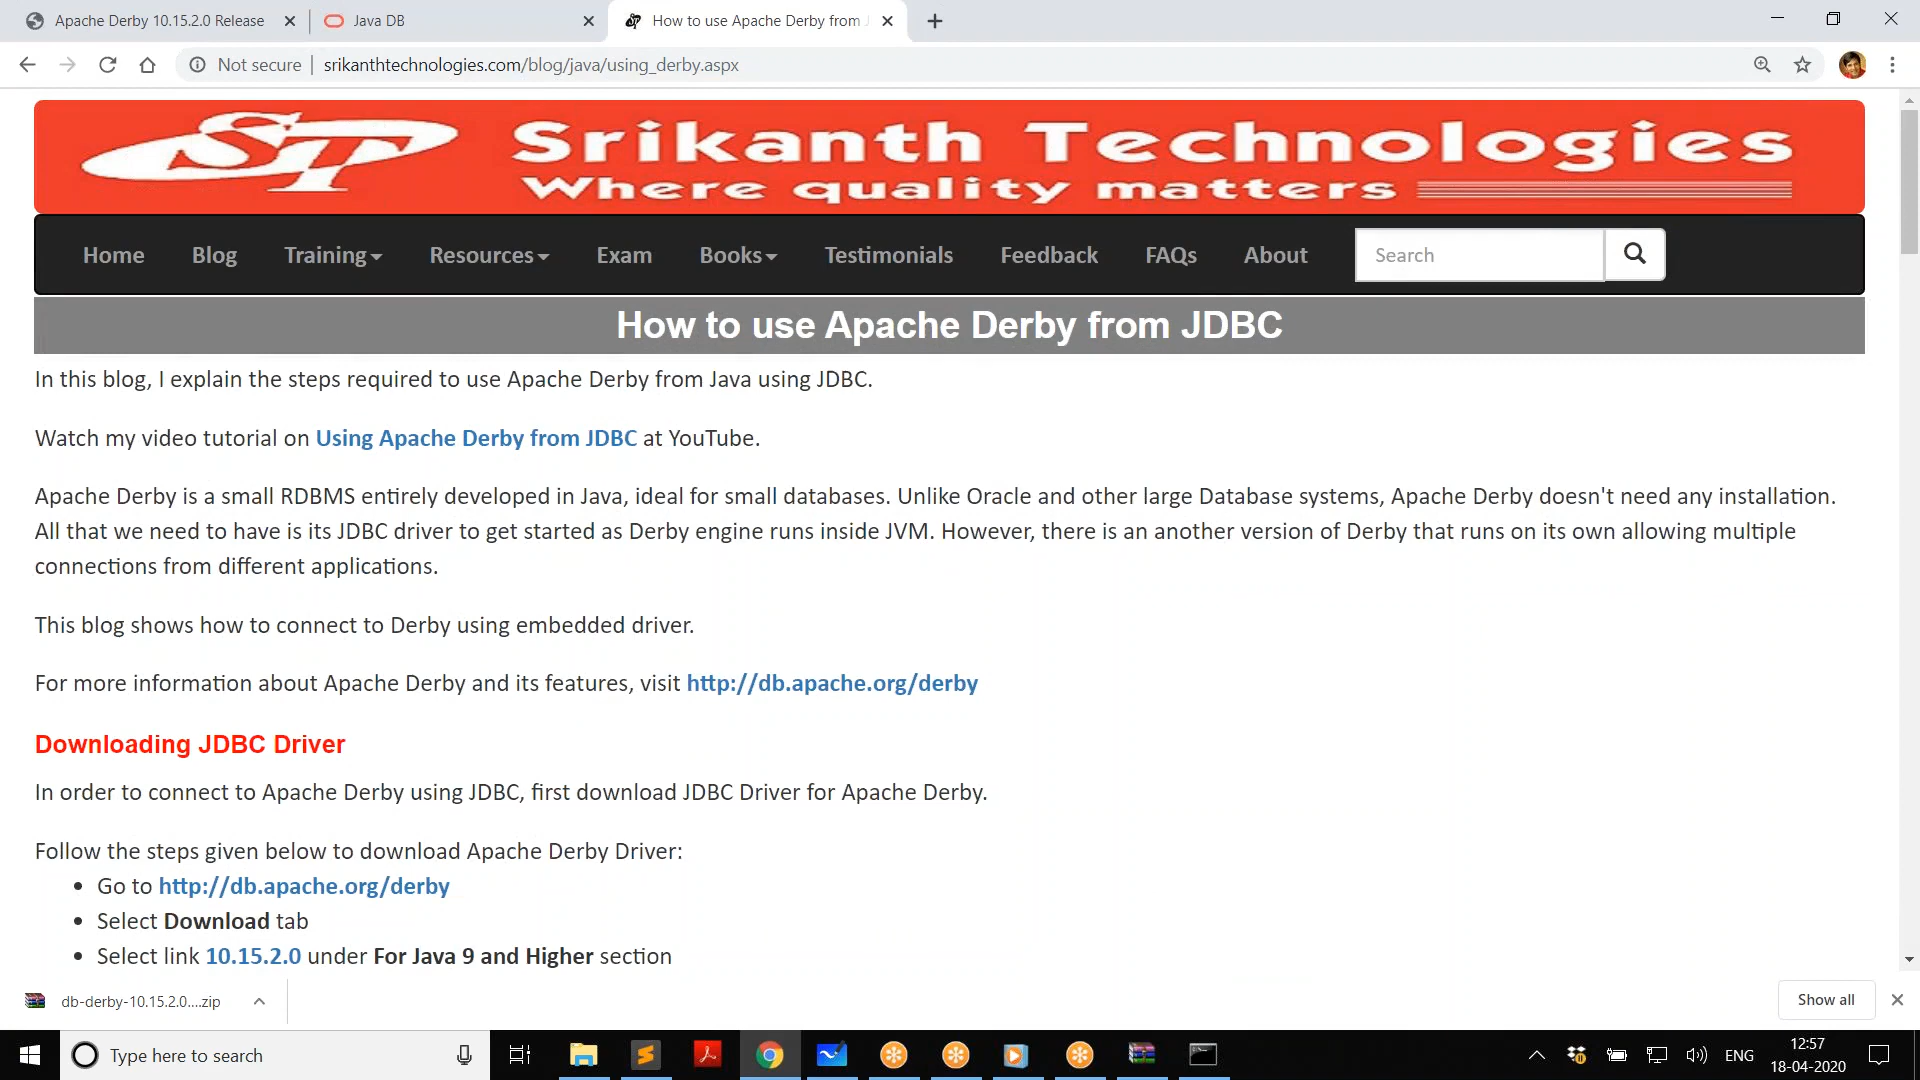 Apache Derby 10.15.2.0 Release
Java DB
How to use Apache Derby from J
Not secure
srikanthtechnologies.com/blog/java/using_derby.aspx
ST Srikanth Technologies
Where quality matters
Home Blog Training Resources Exam Books Testimonials Feedback FAQs About Search
How to use Apache Derby from JDBC
In this blog, I explain the steps required to use Apache Derby from Java using JDBC.
Watch my video tutorial on Using Apache Derby from JDBC at YouTube.
Apache Derby is a small RDBMS entirely developed in Java, ideal for small databases. Unlike Oracle and other large Database systems, Apache Derby doesn't need any installation.
All that we need to have is its JDBC driver to get started as Derby engine runs inside JVM. However, there is an another version of Derby that runs on its own allowing multiple
connections from different applications.
This blog shows how to connect to Derby using embedded driver.
For more information about Apache Derby and its features, visit http://db.apache.org/derby
Downloading JDBC Driver
In order to connect to Apache Derby using JDBC, first download JDBC Driver for Apache Derby.
Follow the steps given below to download Apache Derby Driver:
• Go to http://db.apache.org/derby
• Select Download tab
• Select link 10.15.2.0 under For Java 9 and Higher section
db-derby-10.15.2.0....zip
Show all
Type here to search
ENG
12:57
18-04-2020